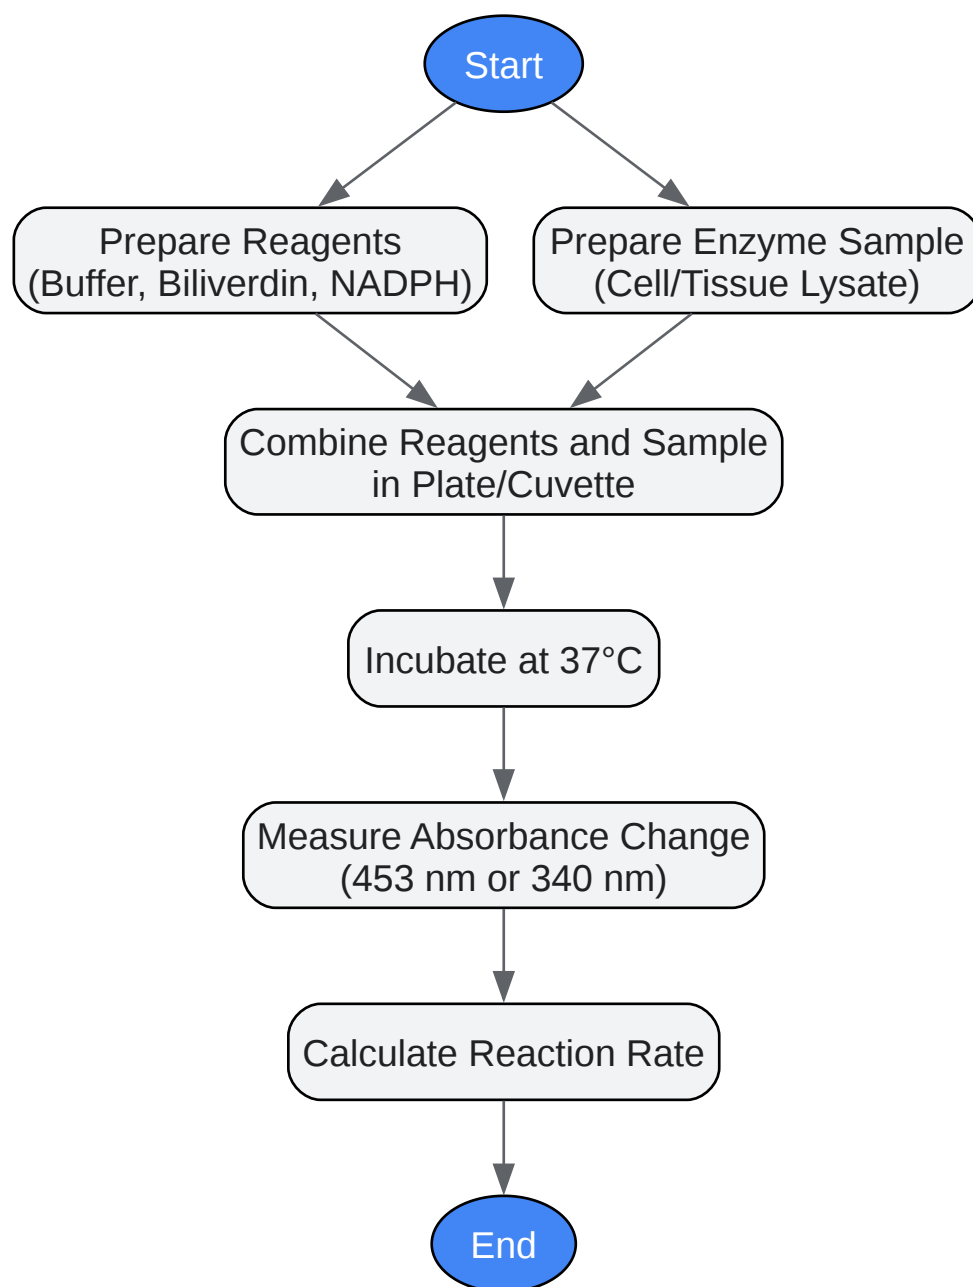 Start
Prepare Reagents
(Buffer, Biliverdin, NADPH)
Prepare Enzyme Sample
(Cell/Tissue Lysate)
Combine Reagents and Sample
in Plate/Cuvette
Incubate at 37°C
Measure Absorbance Change
(453 nm or 340 nm)
Calculate Reaction Rate
End